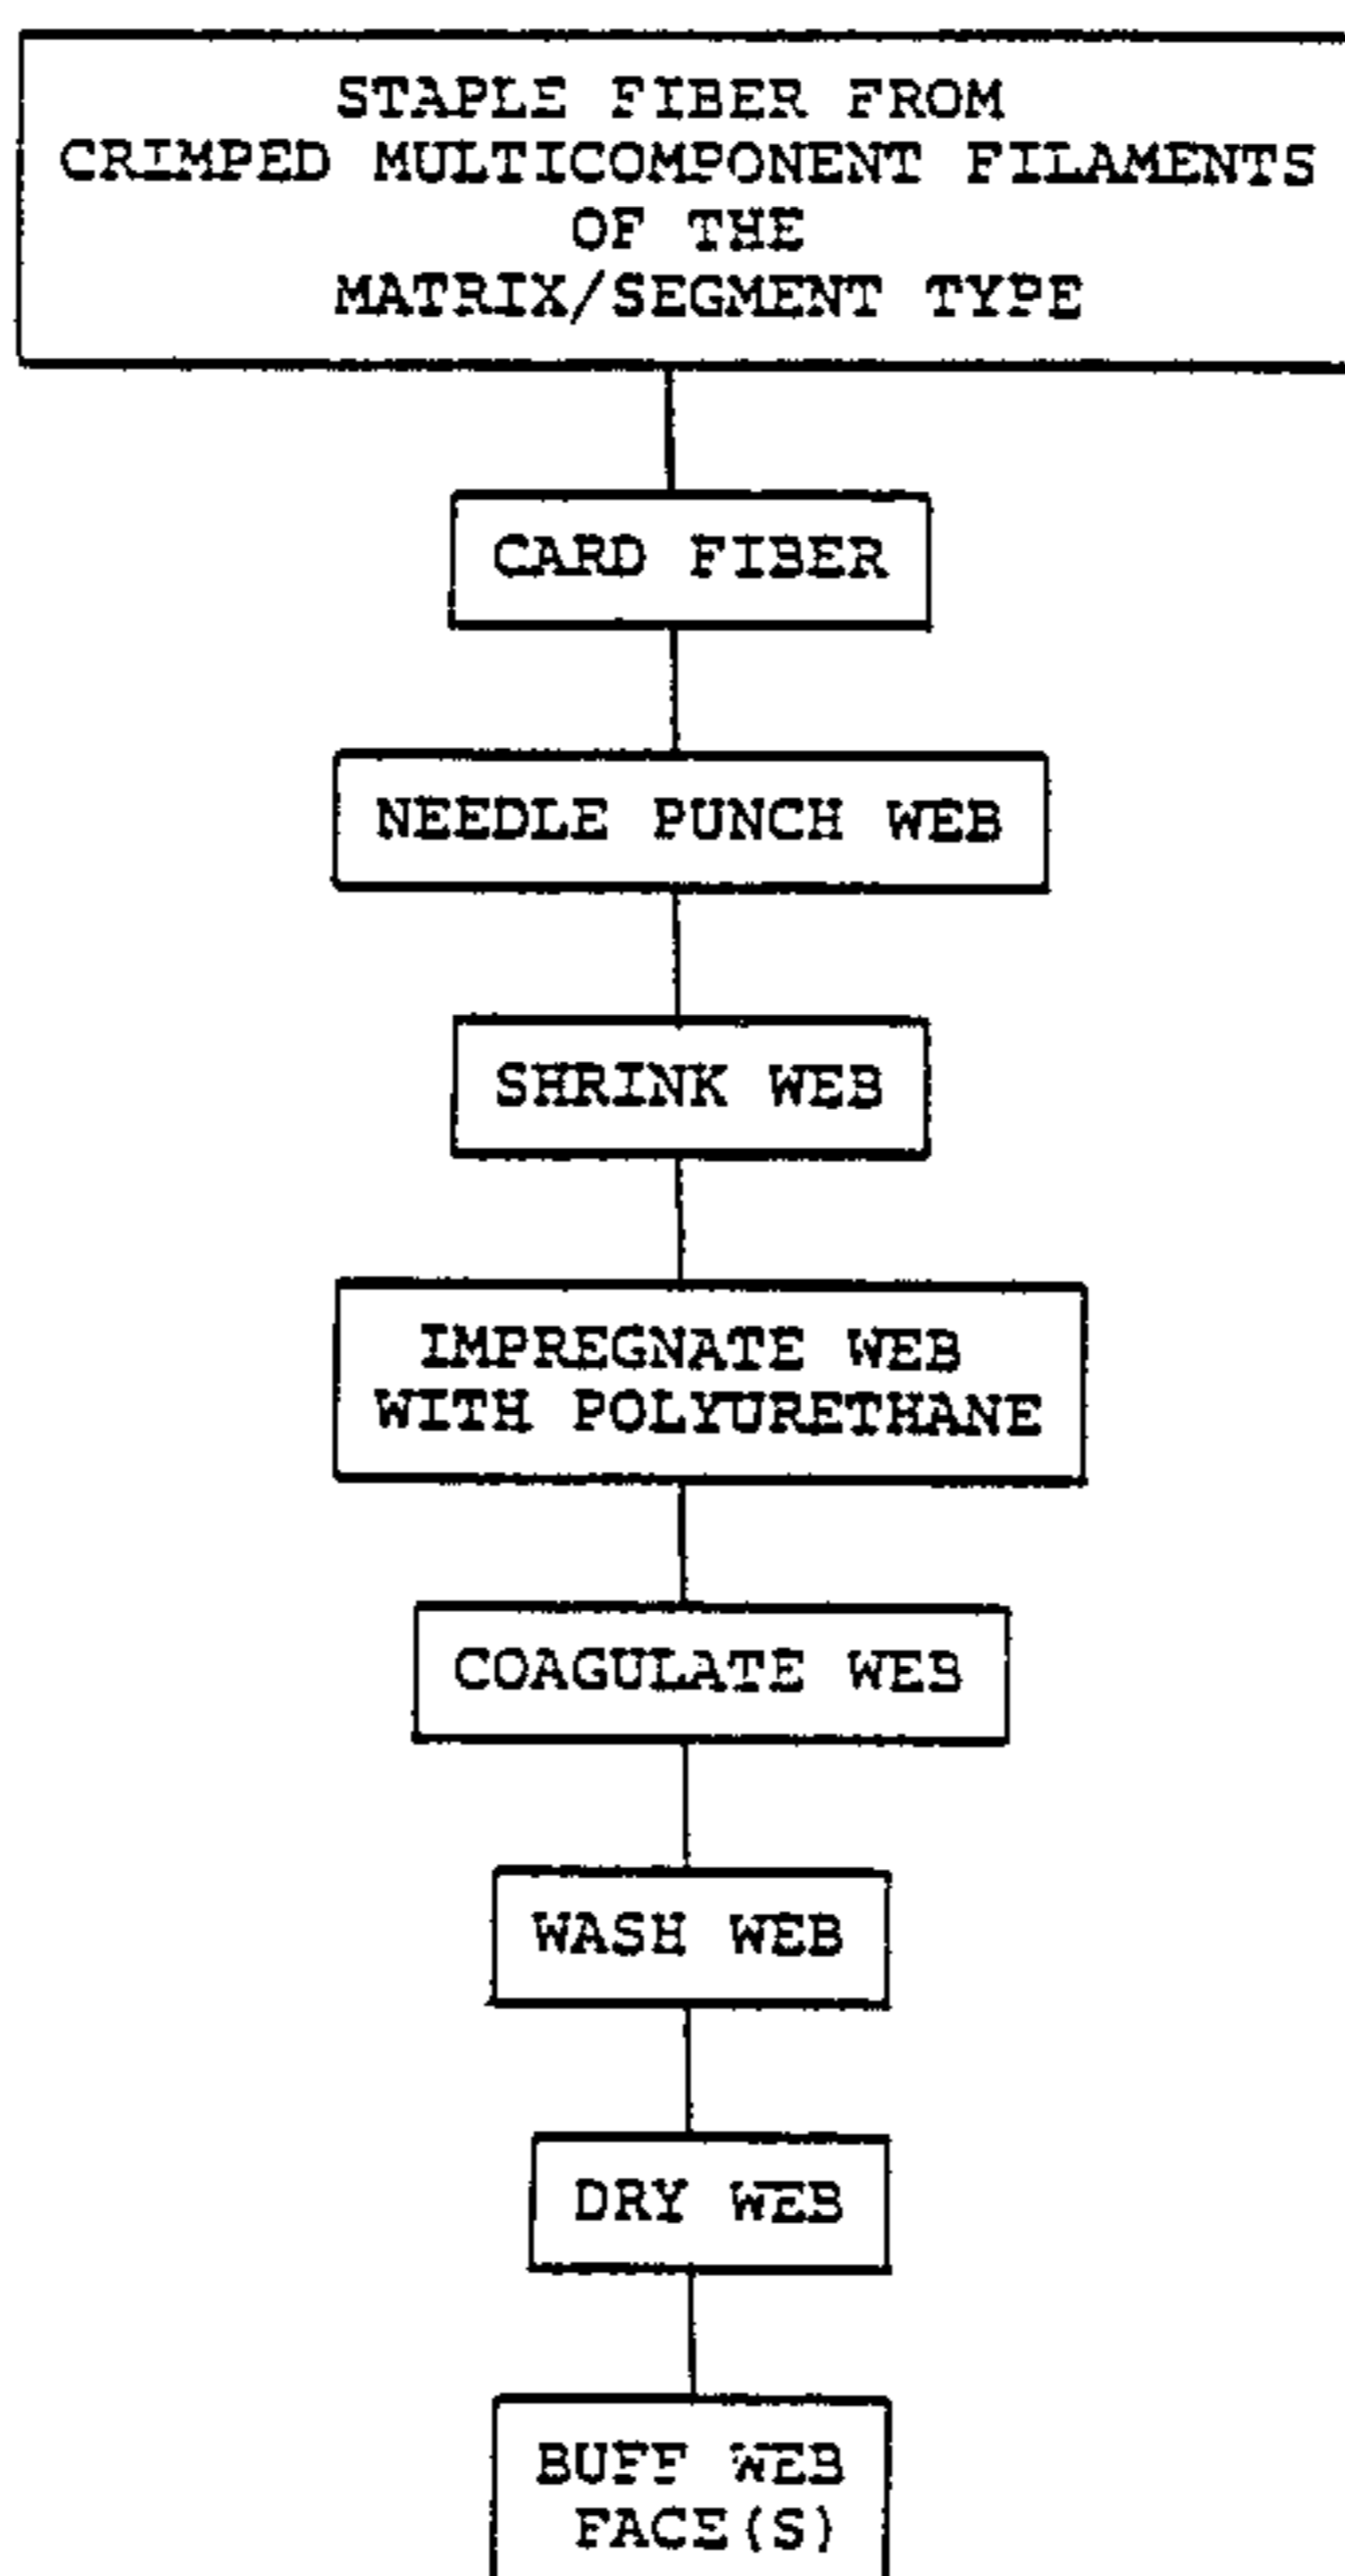 STAPLE FIBER FROM
CRIMPED MULTICOMPONENT FILAMENTS
OF THE
MATRIX/SEGMENT TYPE
CARD FIBER
NEEDLE PUNCH WEB
SHRINK WEB
IMPREGNATE WEB
WITH POLYURETHANE
COAGULATE WEB
WASH WEB
DRY WEB
BUFF WEB
FACE(S)